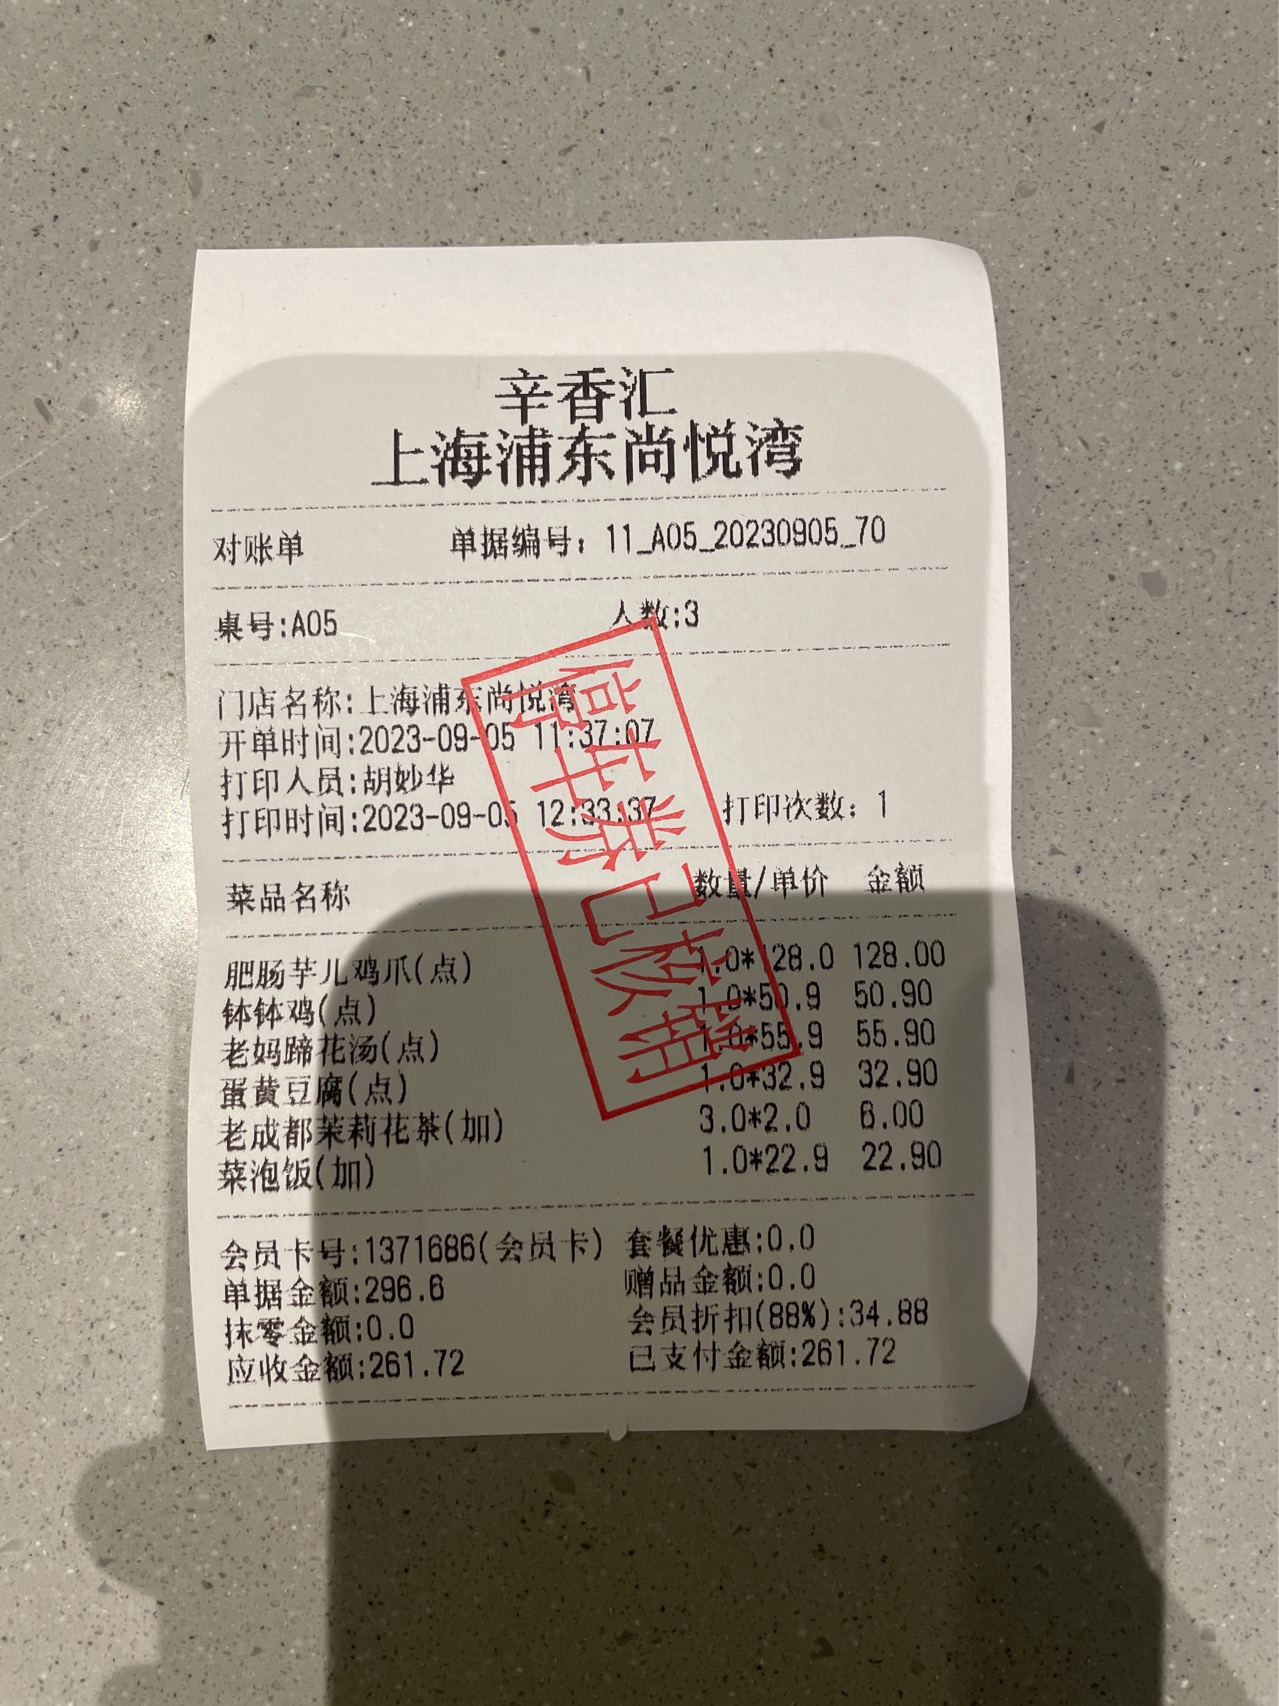 辛香汇
上海浦东尚悦湾
对账单 单据编号：11_A05_20230905_70
桌号:A05 人数:3
门店名称:上海浦东尚悦湾
开单时间:2023-09-05 11:37:07
打印人员:胡妙华
打印时间:2023-09-05 12:33:37 打印次数：1
菜品名称 数量/单价 金额
肥肠芋儿鸡爪(点) 1.0*128.0 128.00
钵钵鸡(点) 1.0*50.9 50.90
老妈蹄花汤(点) 1.0*55.9 55.90
蛋黄豆腐(点) 1.0*32.9 32.90
老成都茉莉花茶(加) 3.0*2.0 6.00
菜泡饭(加) 1.0*22.9 22.90
会员卡号:1371686(会员卡) 套餐优惠:0.0
单据金额:296.6 赠品金额:0.0
抹零金额:0.0 会员折扣(88%):34.88
应收金额:261.72 已支付金额:261.72
停车券已核销